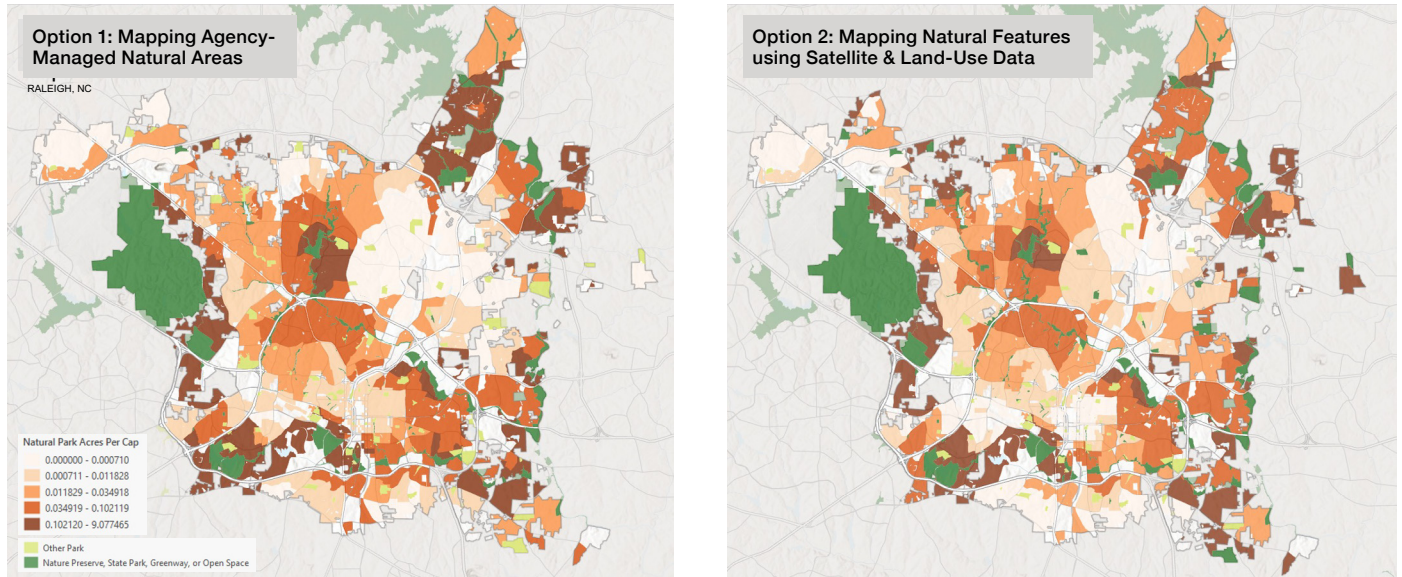 Option 1: Mapping Agency-
Managed Natural Areas
RALEIGH, NC
Natural Park Acres Per Cap
0.000000 - 0.000710
0.000711 - 0.011828
0.011829 - 0.034918
0.034919 - 0.102119
0.102120 - 9.077465
Other Park
Nature Preserve, State Park, Greenway, or Open Space
Option 2: Mapping Natural Features
using Satellite & Land-Use Data